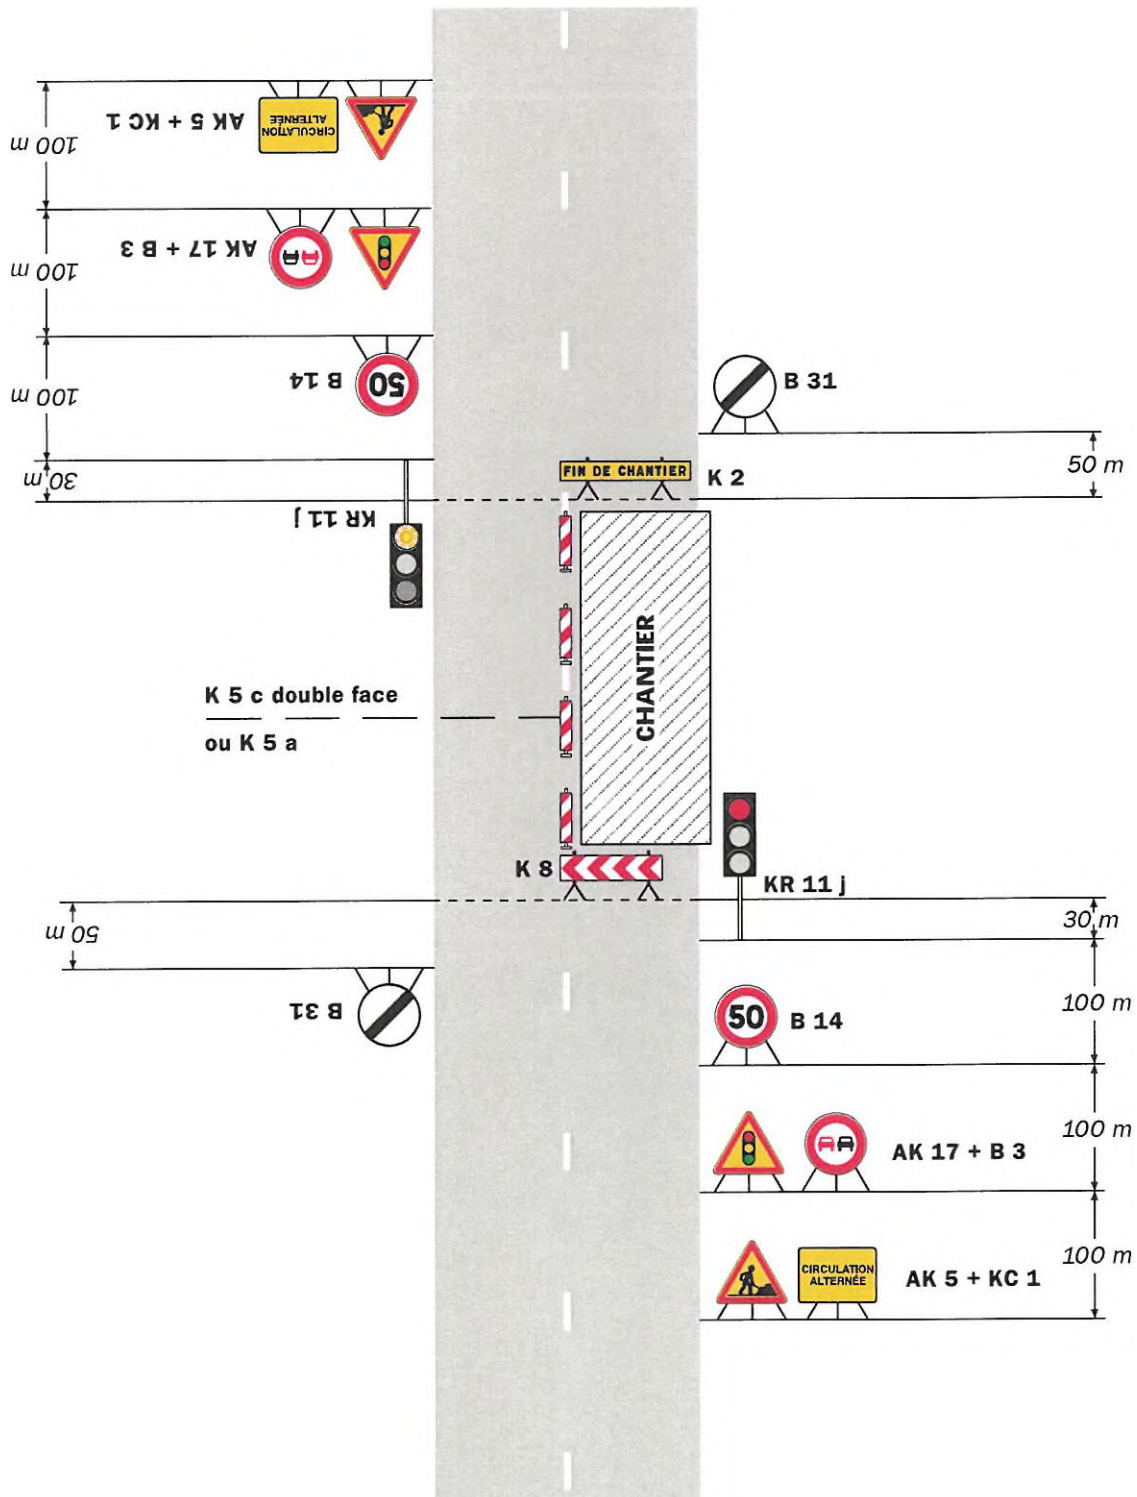 AK 5 + KC 1
CIRCULATION
ALTERNÉE
100 m
AK 17 + B 3
100 m
B 14
50
100 m
B 31
50 m
30 m
FIN DE CHANTIER
K 2
KR 11 j
CHANTIER
K 5 c double face
ou K 5 a
K 8
KR 11 j
30 m
50 m
B 31
50
B 14
100 m
AK 17 + B 3
100 m
CIRCULATION
ALTERNÉE
AK 5 + KC 1
100 m